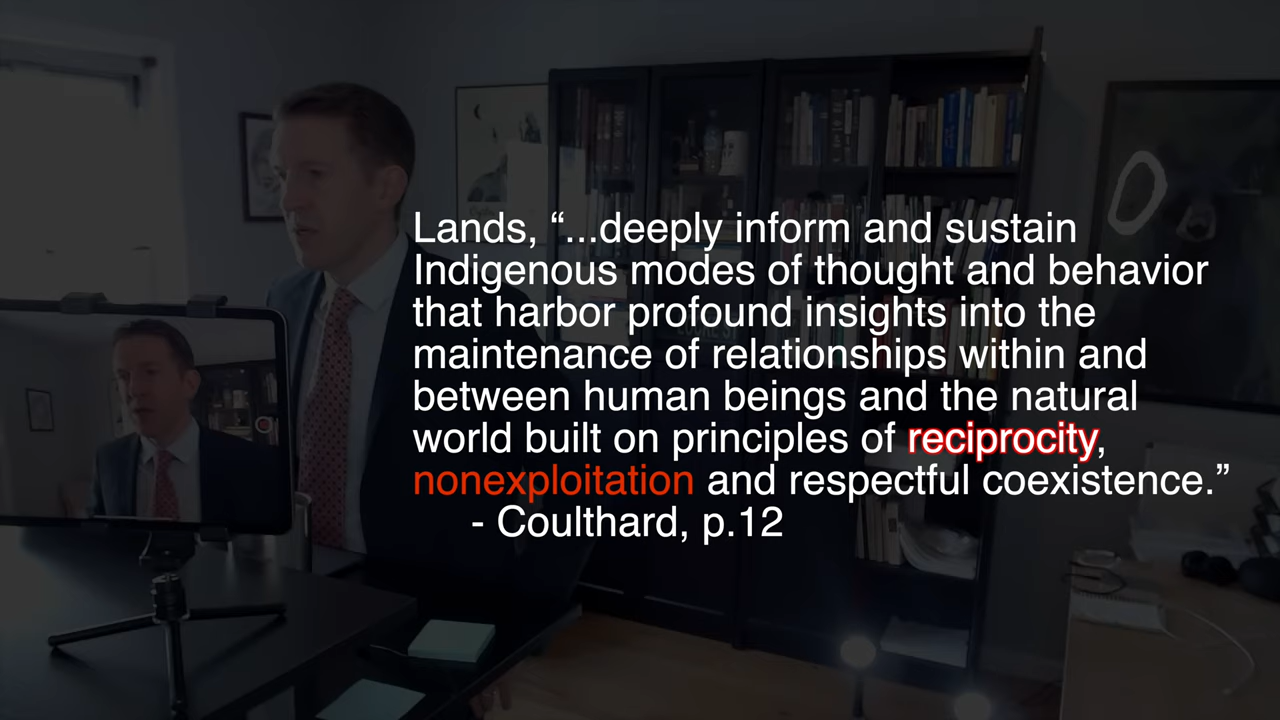 Lands, “...deeply inform and sustain
Indigenous modes of thought and behavior
that harbor profound insights into the
maintenance of relationships within and
between human beings and the natural
world built on principles of reciprocity,
nonexploitation and respectful coexistence.”
- Coulthard, p.12